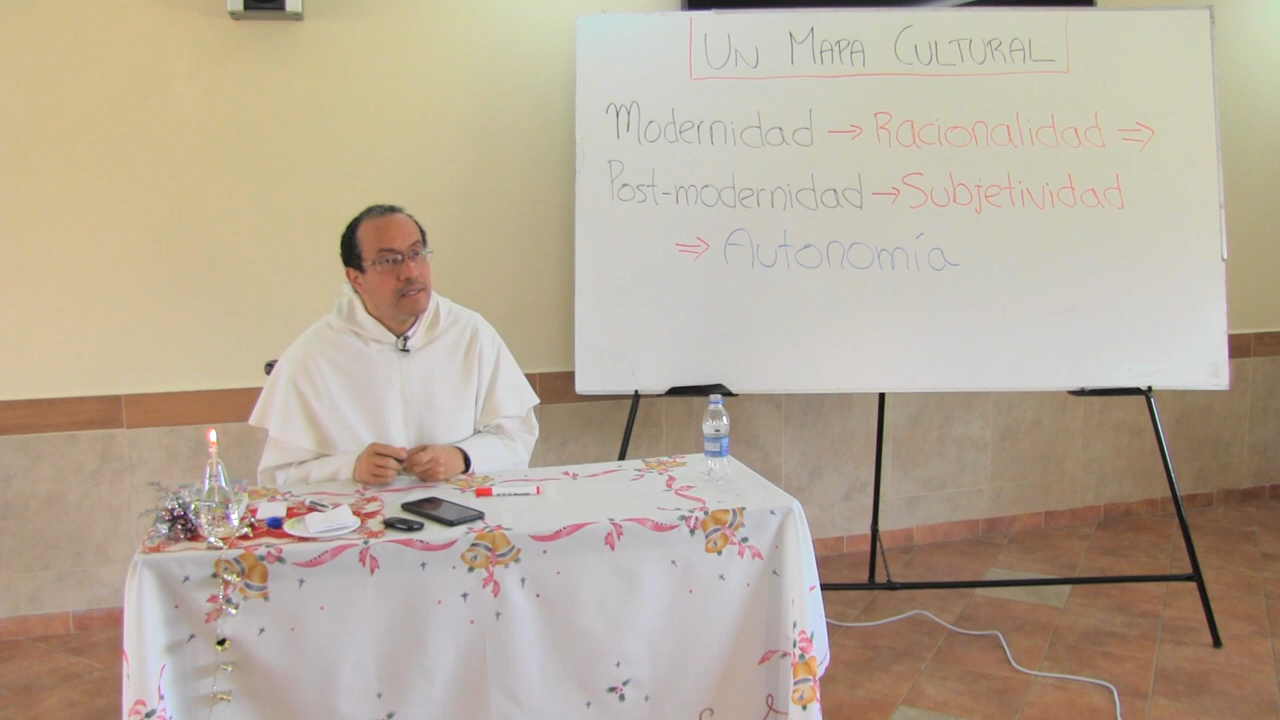 UN MAPA CULTURAL
Modernidad → Racionalidad ⇒
Post-modernidad → Subjetividad
⇒ Autonomía